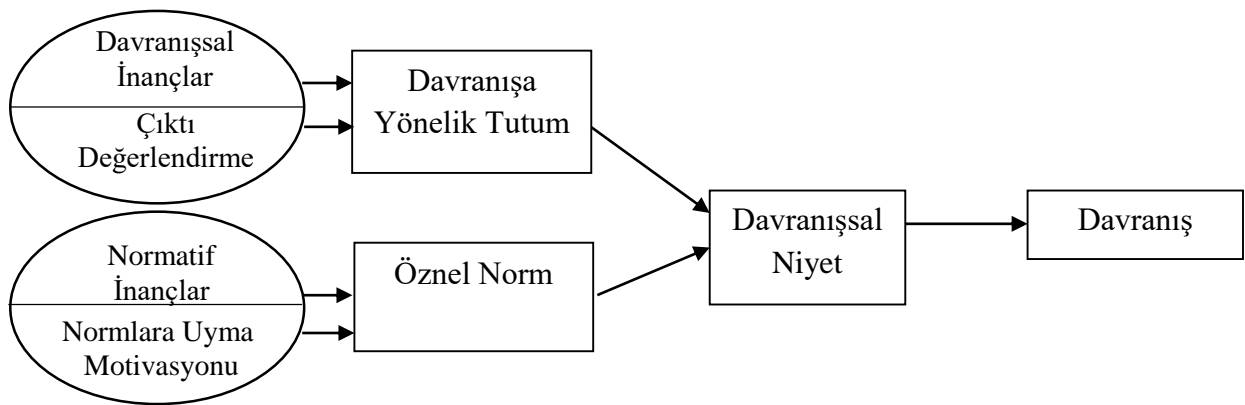 Davranışsal
İnançlar
Çıktı
Değerlendirme
Davranışa
Yönelik Tutum
Normatif
İnançlar
Normlara Uyma
Motivasyonu
Öznel Norm
Davranışsal
Niyet
Davranış